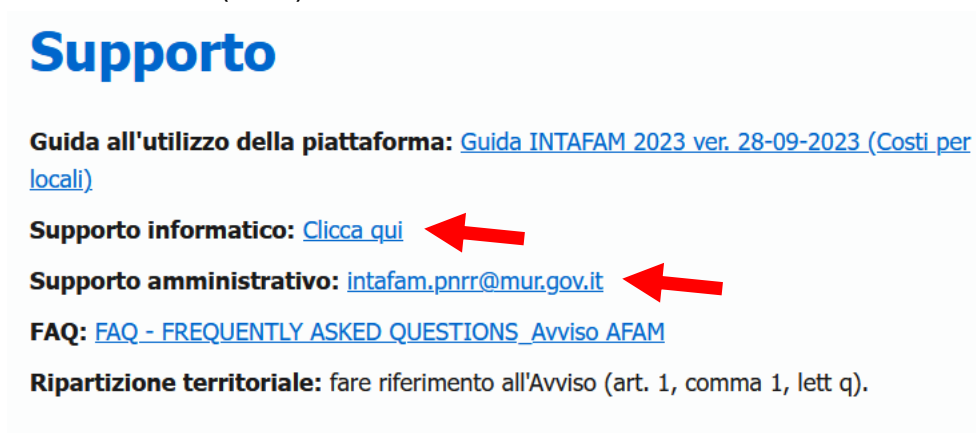 Supporto
Guida all'utilizzo della piattaforma: Guida INTAFAM 2023 ver. 28-09-2023 (Costi per
locali)
Supporto informatico: Clicca qui
Supporto amministrativo: intafam.pnrr@mur.gov.it
FAQ: FAQ - FREQUENTLY ASKED QUESTIONS_Avviso AFAM
Ripartizione territoriale: fare riferimento all'Avviso (art. 1, comma 1, lett q).